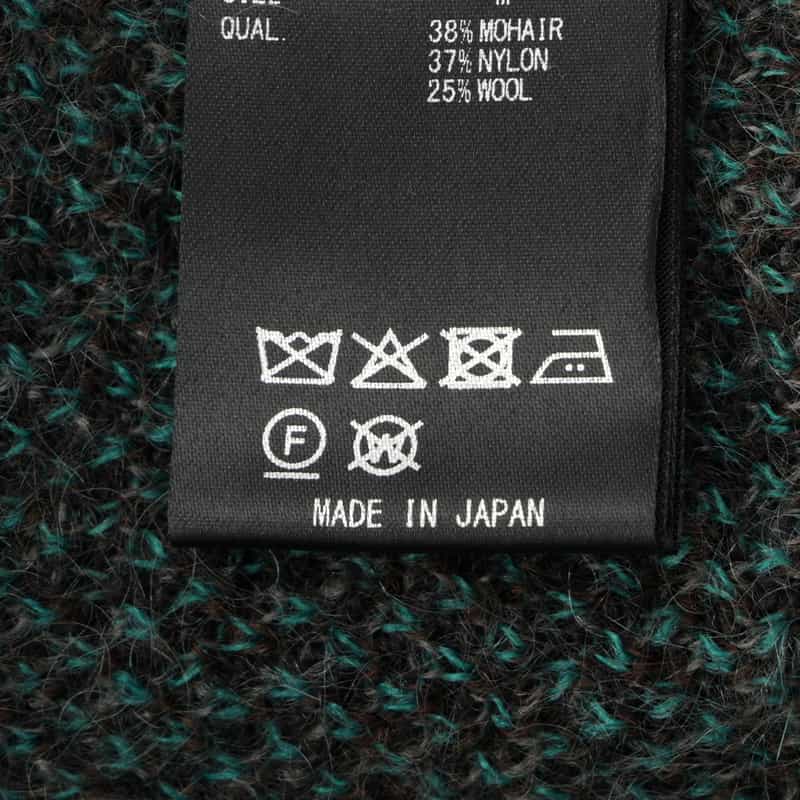 QUAL. 38% MOHAIR
37% NYLON
25% WOOL
F
W
MADE IN JAPAN